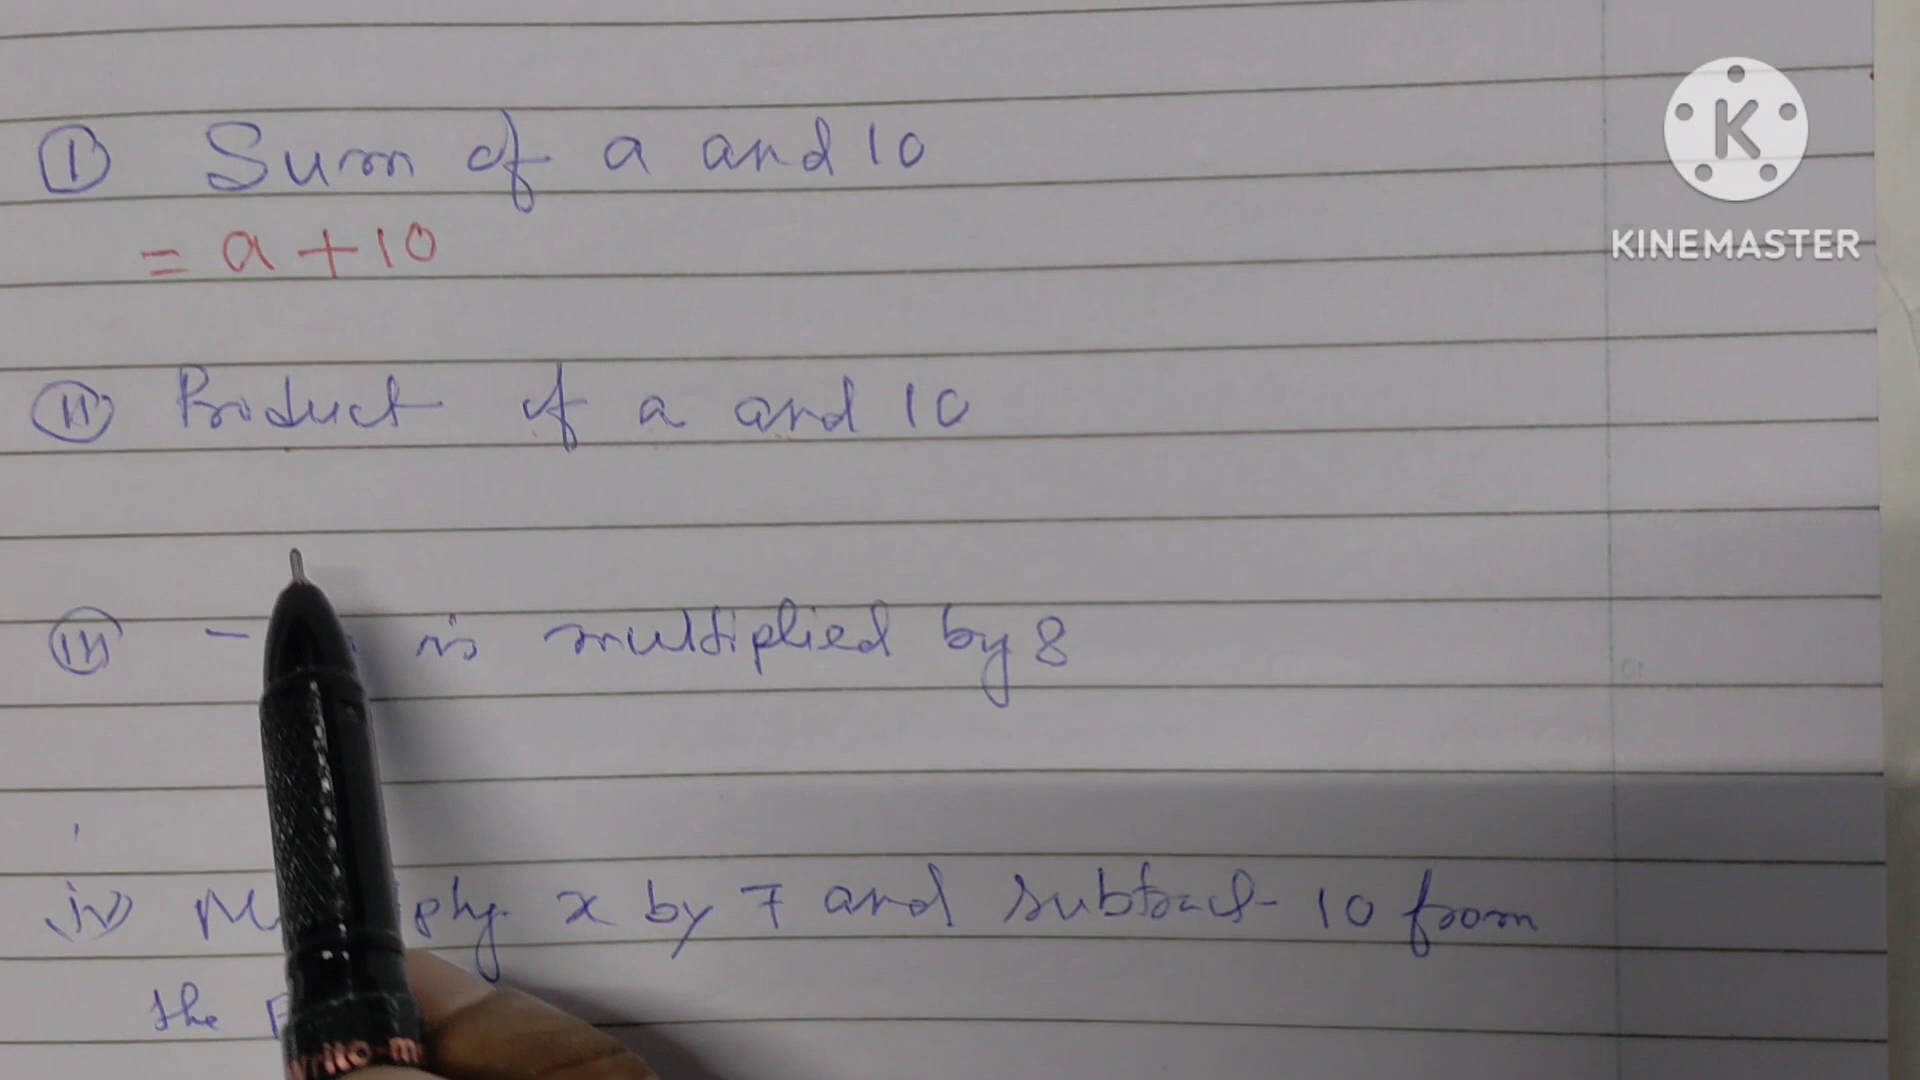 (i) Sum of a and 10
= a + 10
(ii) Product of a and 10
(iii) - is multiplied by 8
(iv) x by 7 and subtract 10 from
the
K
KINEMASTER